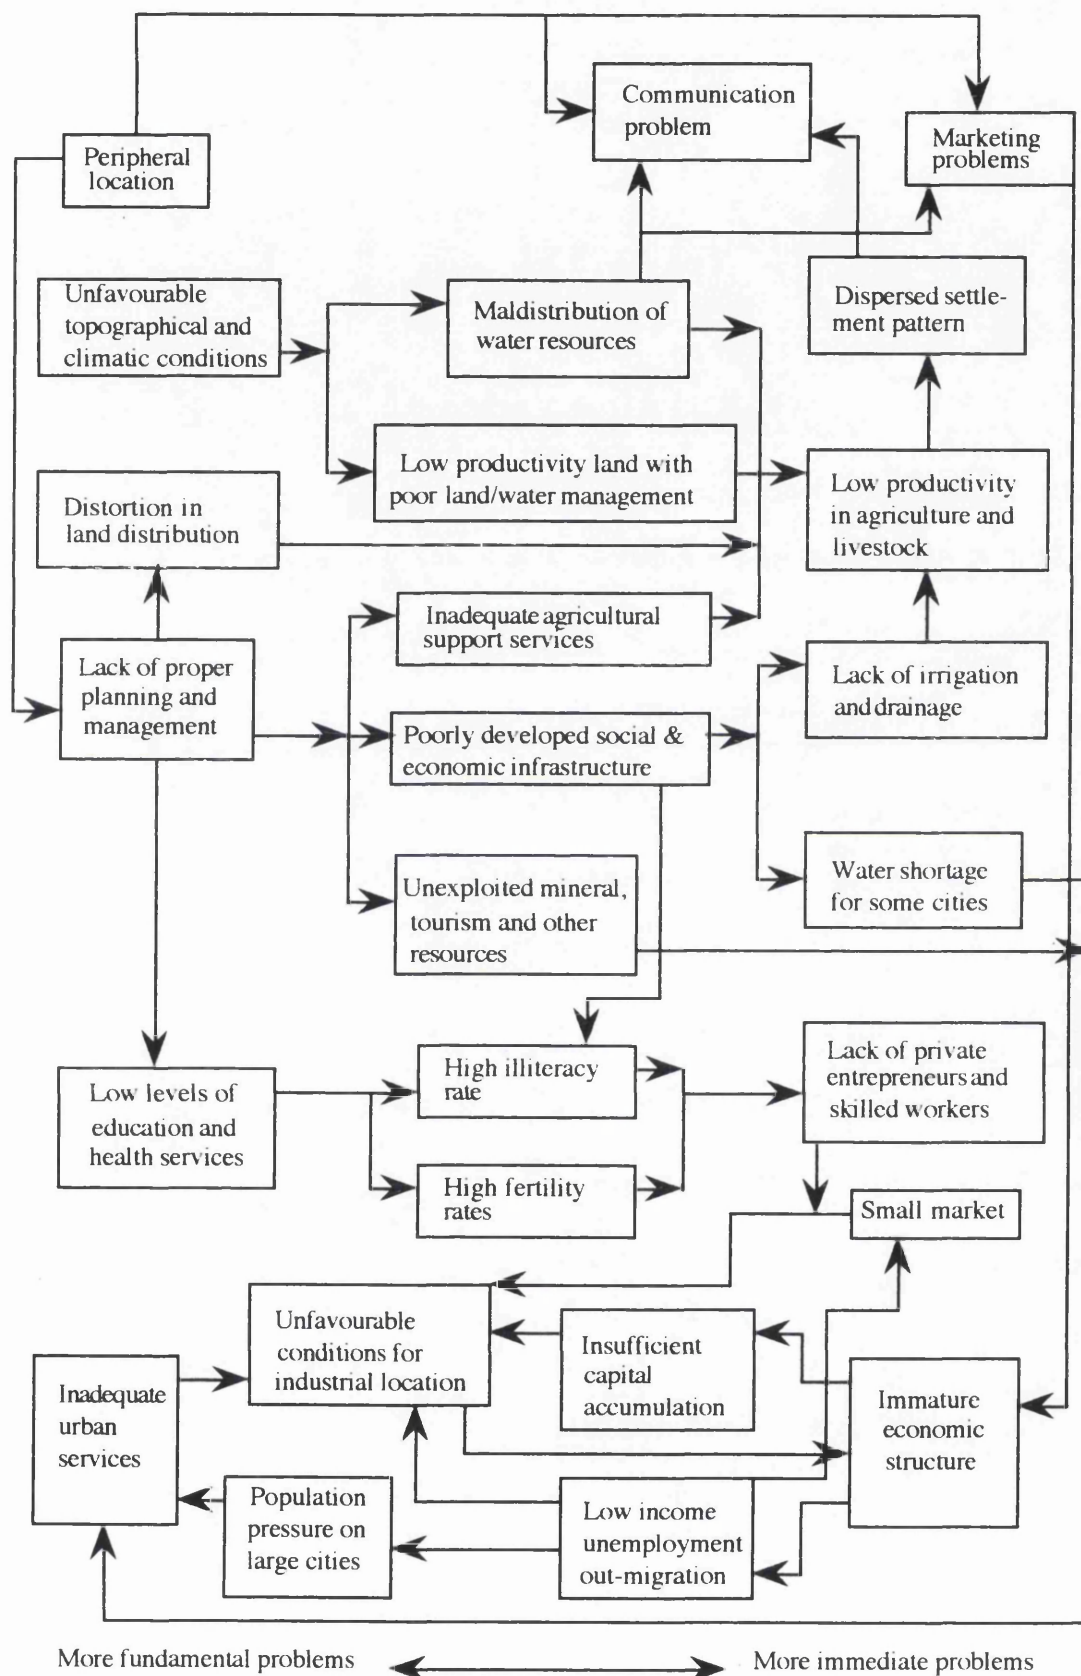 Communication
problem
Marketing
problems
Peripheral
location
Unfavourable
topographical and
climatic conditions
Maldistribution of
water resources
Dispersed settle-
ment pattern
Low productivity land with
poor land/water management
Distortion in
land distribution
Low productivity
in agriculture and
livestock
Inadequate agricultural
support services
Lack of proper
planning and
management
Lack of irrigation
and drainage
Poorly developed social &
economic infrastructure
Unexploited mineral,
tourism and other
resources
Water shortage
for some cities
Low levels of
education and
health services
High illiteracy
rate
Lack of private
entrepreneurs and
skilled workers
High fertility
rates
Small market
Unfavourable
conditions for
industrial location
Insufficient
capital
accumulation
Inadequate
urban
services
Immature
economic
structure
Population
pressure on
large cities
Low income
unemployment
out-migration
More fundamental problems
More immediate problems